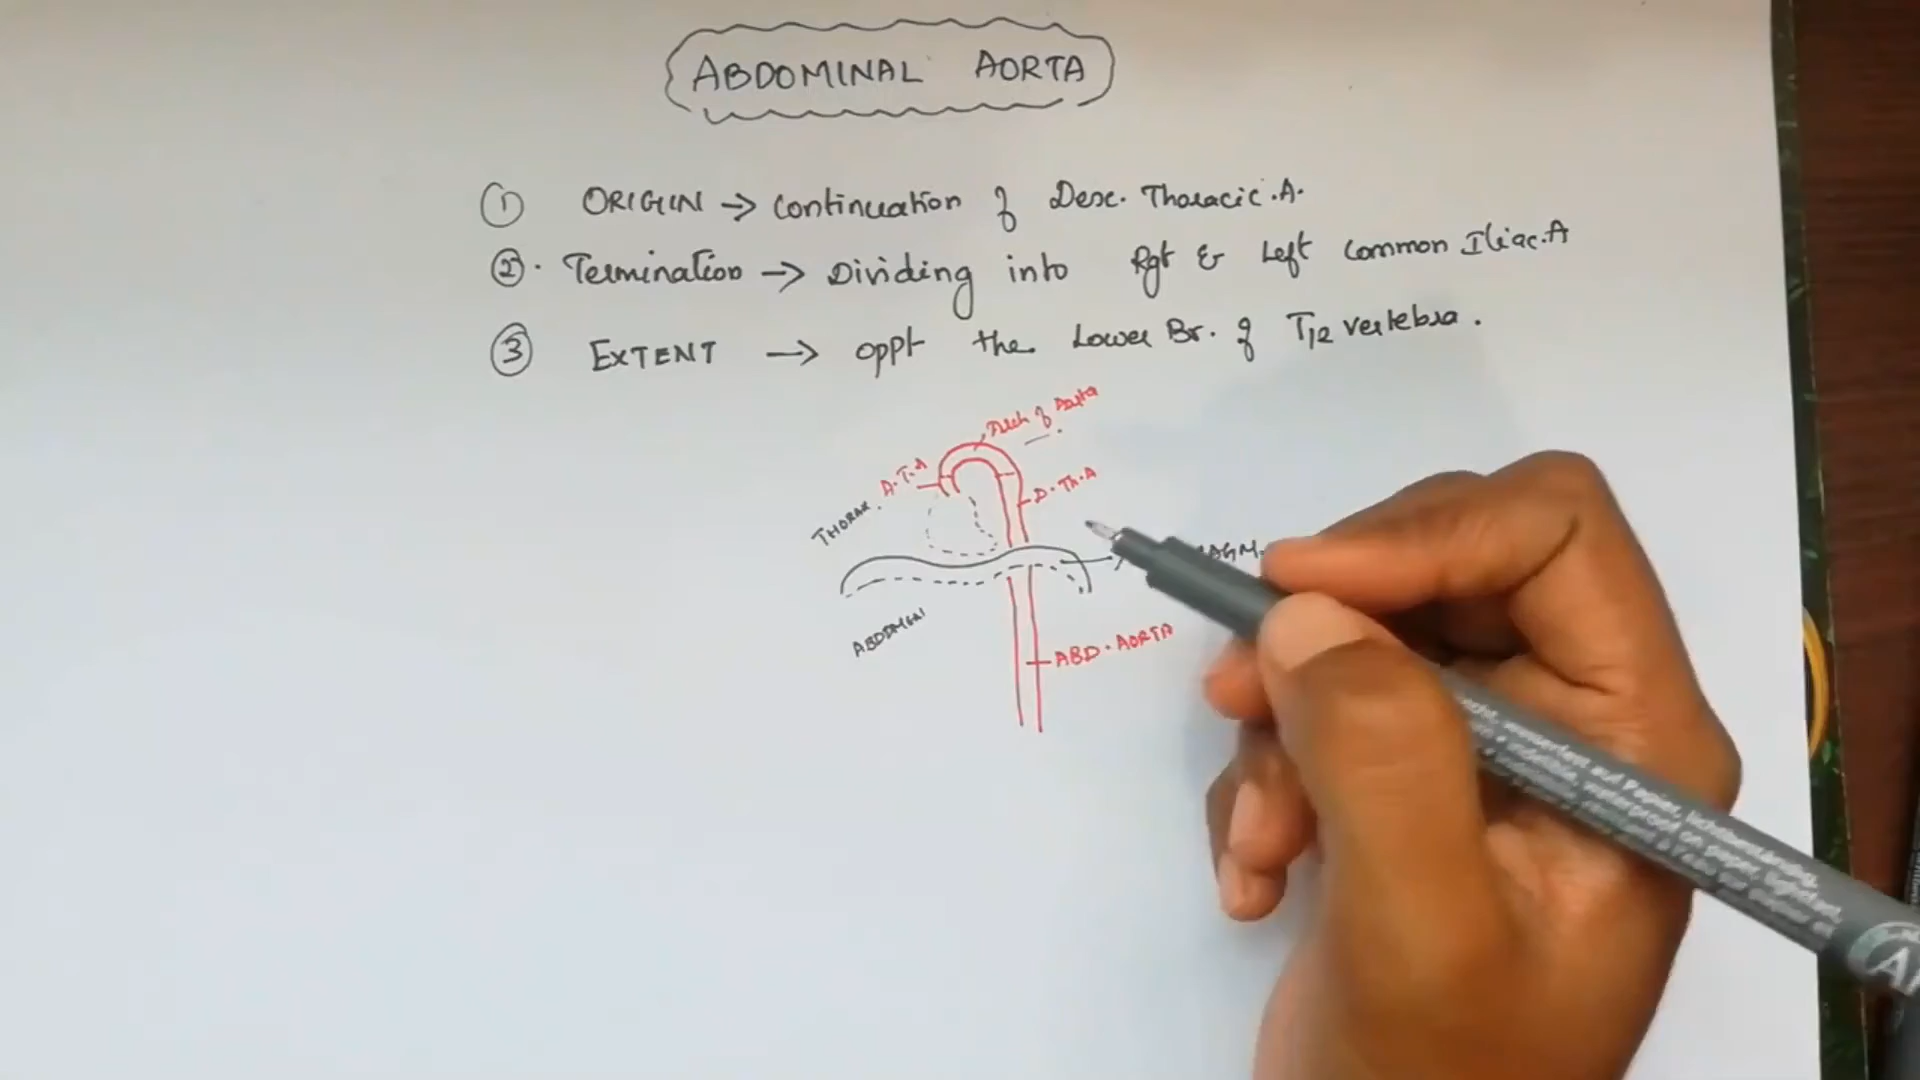 ABDOMINAL AORTA
① ORIGIN → Continuation of Desc. Thoracic.A.
②. Termination → Dividing into Rgt & Left Common Iliac.A
③ EXTENT → oppt the Lower Br. of T12 vertebra.
Arch of Aorta
A.T.A
D.Th.A
THORAX.
AGM.
ABDOMEN
ABD. AORTA